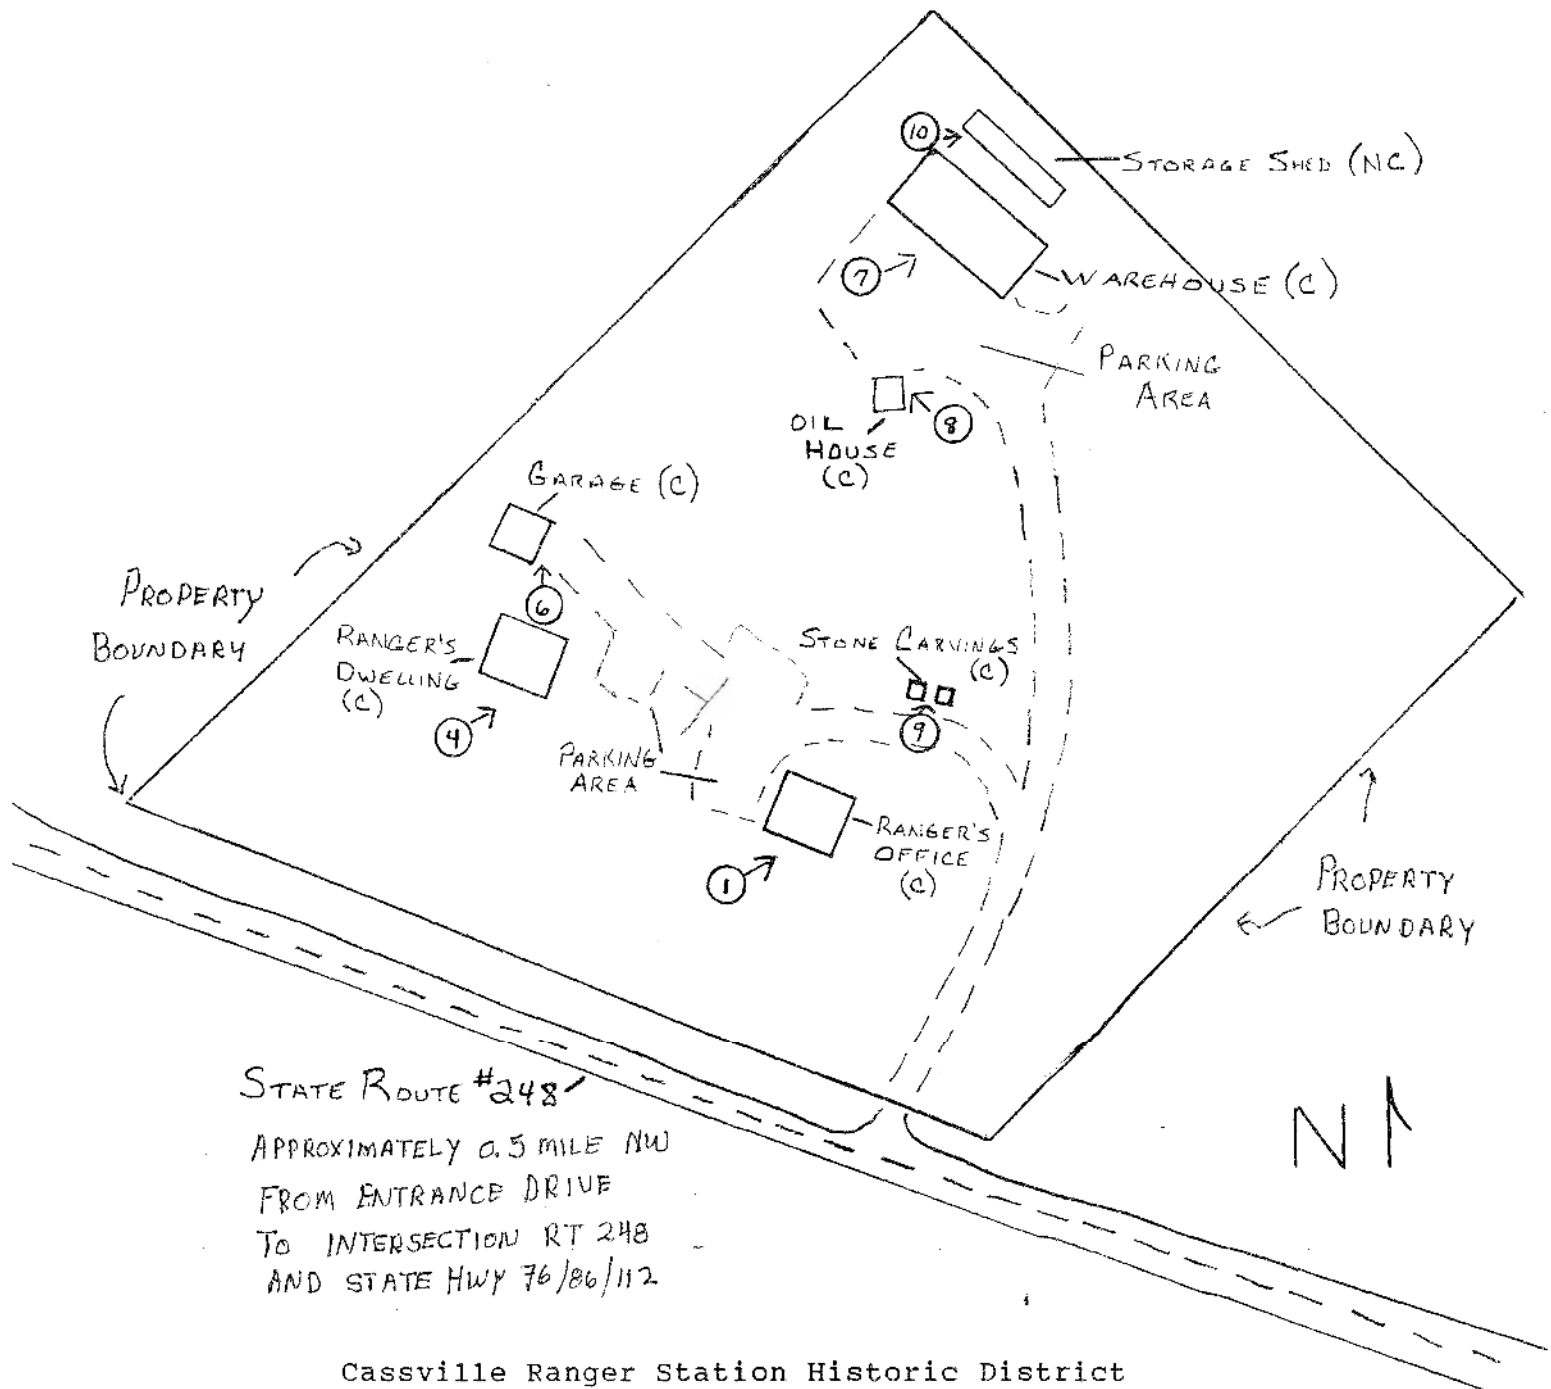 10
STORAGE SHED (NC)
7
WAREHOUSE (C)
PARKING
AREA
8
OIL
HOUSE
(C)
GARAGE (C)
PROPERTY
BOUNDARY
6
RANGER'S
DWELLING
(C)
STONE CARVINGS
(C)
4
9
PARKING
AREA
RANGER'S
OFFICE
(C)
1
PROPERTY
BOUNDARY
STATE ROUTE #248
APPROXIMATELY 0.5 MILE NW
FROM ENTRANCE DRIVE
TO INTERSECTION RT 248
AND STATE HWY 76/86/112
N
Cassville Ranger Station Historic District